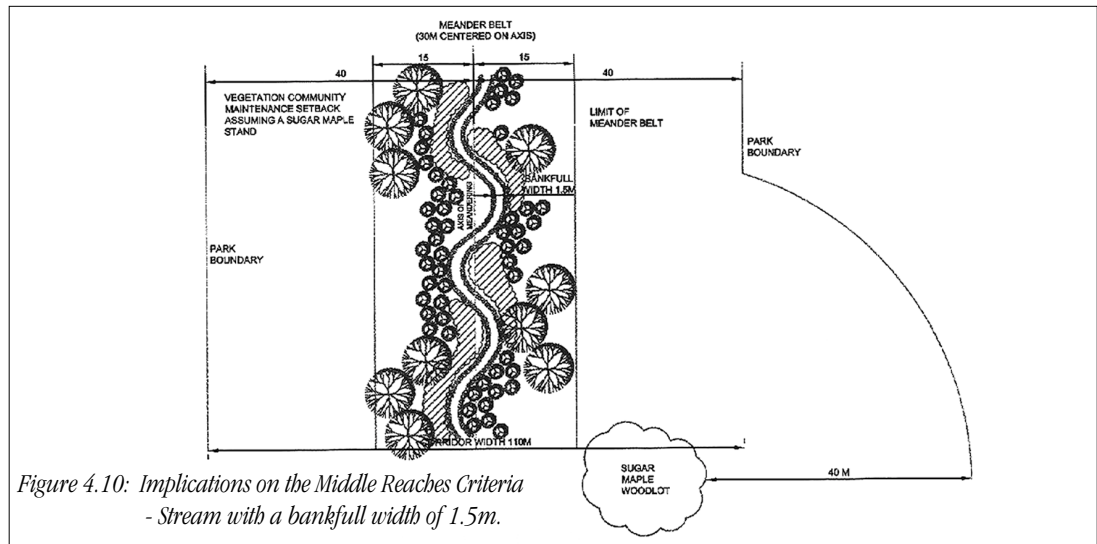 MEANDER BELT
(30M CENTERED ON AXIS)
15
15
40
40
VEGETATION COMMUNITY
MAINTENANCE SETBACK
ASSUMING A SUGAR MAPLE
STAND
LIMIT OF
MEANDER BELT
PARK
BOUNDARY
BANKFULL
WIDTH 1.5M
AXIS OF
MEANDERING
PARK
BOUNDARY
CORRIDOR WIDTH 110M
SUGAR
MAPLE
WOODLOT
40 M
Figure 4.10: Implications on the Middle Reaches Criteria
- Stream with a bankfull width of 1.5m.